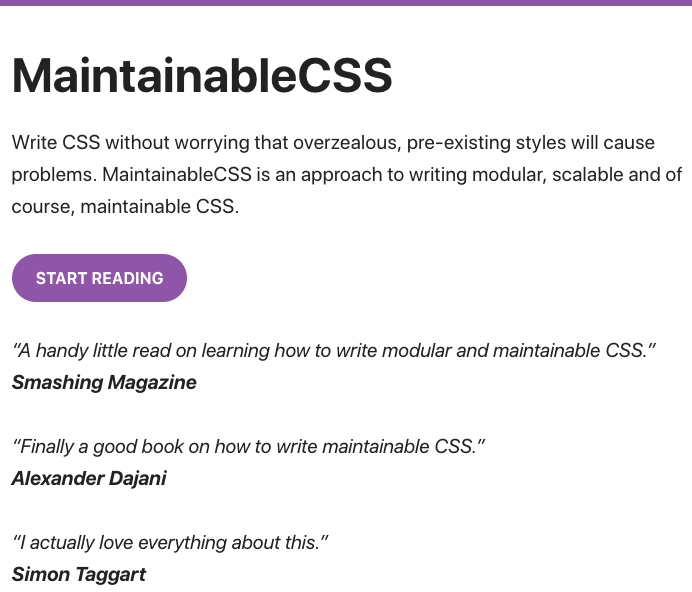 MaintainableCSS
Write CSS without worrying that overzealous, pre-existing styles will cause
problems. MaintainableCSS is an approach to writing modular, scalable and of
course, maintainable CSS.
START READING
“A handy little read on learning how to write modular and maintainable CSS.”
Smashing Magazine
“Finally a good book on how to write maintainable CSS.”
Alexander Dajani
“I actually love everything about this.”
Simon Taggart